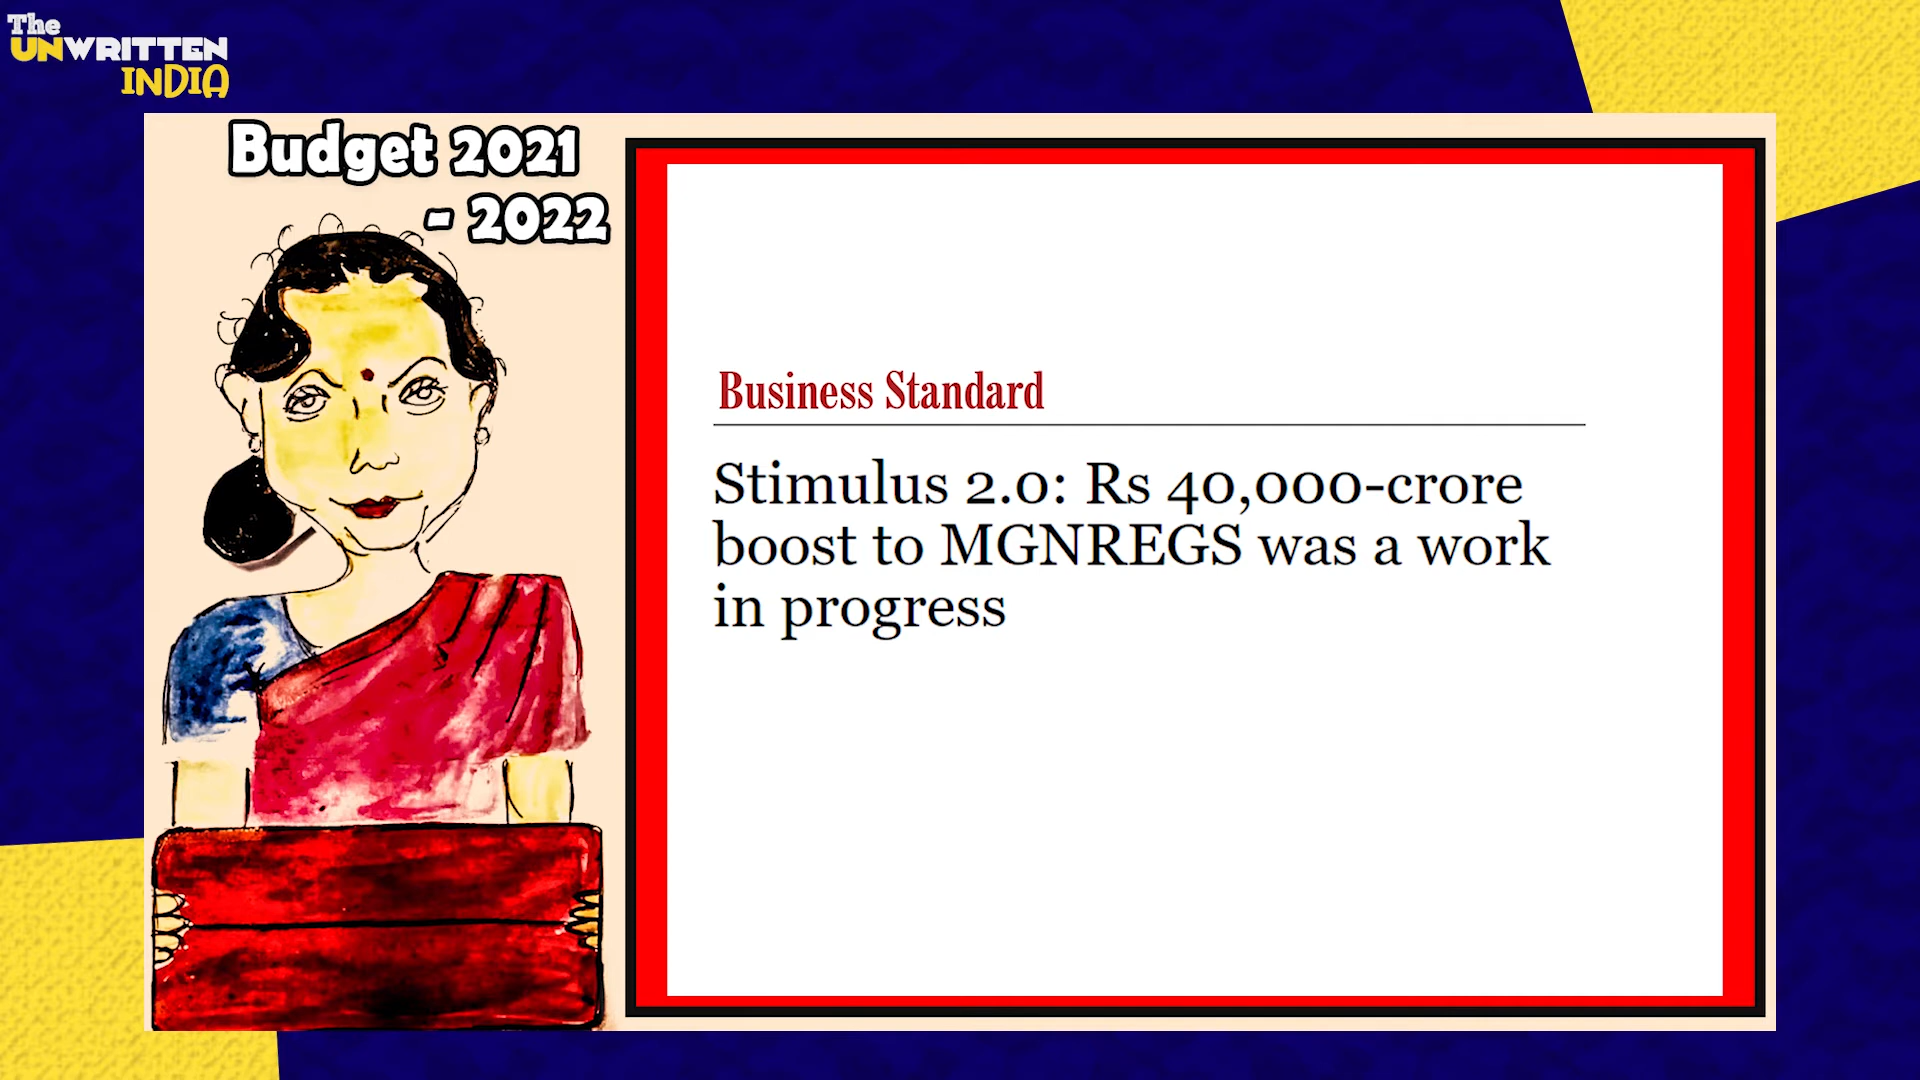 The
UNWRITTEN
INDIA
Budget 2021
- 2022
Business Standard
Stimulus 2.0: Rs 40,000-crore
boost to MGNREGS was a work
in progress